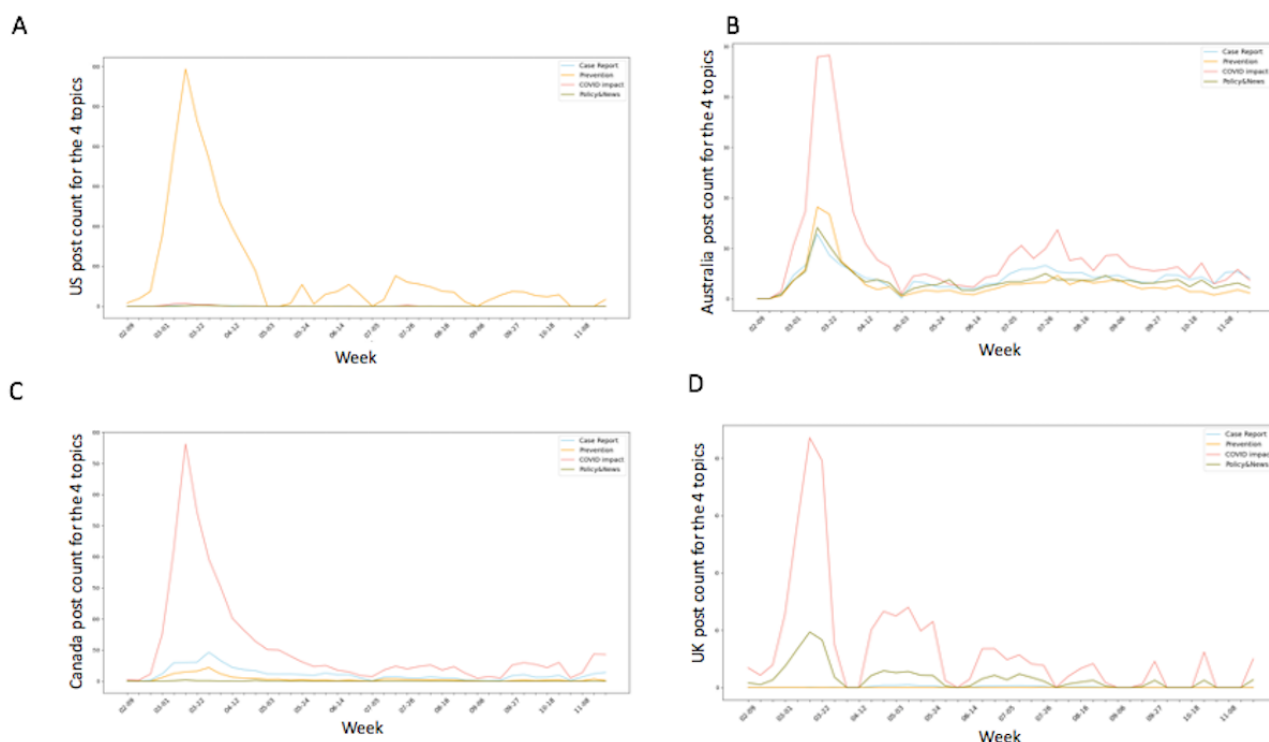 A
US post count for the 4 topics
Case Report
Prevention
COVID impact
Policy&News
02-09
03-01
03-22
04-12
05-03
05-24
06-14
07-05
07-26
08-16
09-06
09-27
10-18
11-08
Week
B
Australia post count for the 4 topics
Case Report
Prevention
COVID impact
Policy&News
02-09
03-01
03-22
04-12
05-03
05-24
06-14
07-05
07-26
08-16
09-06
09-27
10-18
11-08
Week
C
Canada post count for the 4 topics
Case Report
Prevention
COVID impact
Policy&News
02-09
03-01
03-22
04-12
05-03
05-24
06-14
07-05
07-26
08-16
09-06
09-27
10-18
11-08
Week
D
UK post count for the 4 topics
Case Report
Prevention
COVID impact
Policy&News
02-09
03-01
03-22
04-12
05-03
05-24
06-14
07-05
07-26
08-16
09-06
09-27
10-18
11-08
Week